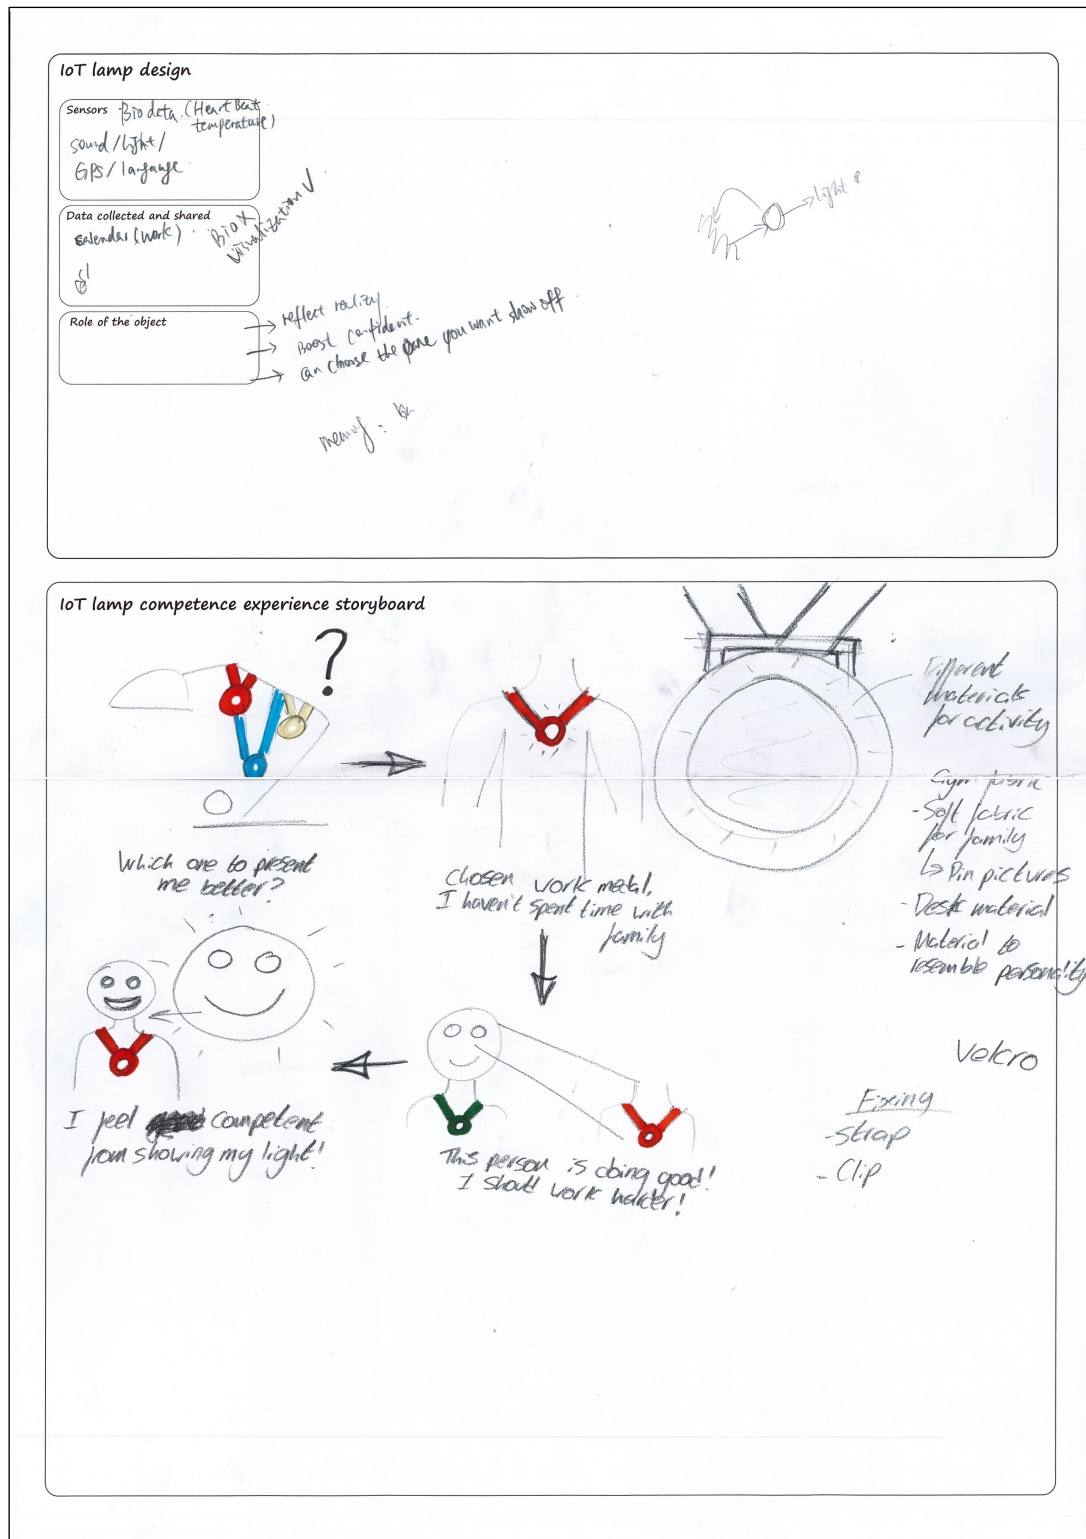 IoT lamp design
Sensors Bio data. (Heart Beat
temperature)
sound/light/
GPS/language
Data collected and shared
calendar (work)
Bio X
visualization √
Role of the object
→ reflect reality
→ Boost confident.
→ can choose the one you want show off
→ light
IoT lamp competence experience storyboard
?
Which one to present
me better?
chosen work metal,
I haven't spent time with
family
Different
materials
for activity
Gym fabric
- Soft fabric
for family
↳ Pin pictures
- Desk material
- Material to
resemble personality
Velcro
Fixing
- strap
- Clip
This person is doing good!
I should work harder!
I feel competent
from showing my light!